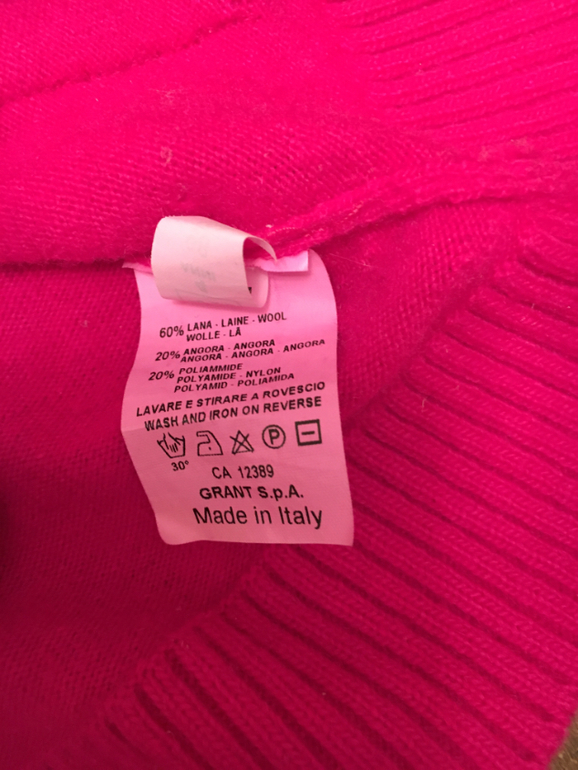 60% LANA - LAINE - WOOL
WOLLE - LÃ
20% ANGORA - ANGORA
ANGORA - ANGORA - ANGORA
20% POLIAMMIDE
POLYAMIDE - NYLON
POLYAMID - POLIAMIDA
LAVARE E STIRARE A ROVESCIO
WASH AND IRON ON REVERSE
P
30°
CA 12389
GRANT S.p.A.
Made in Italy